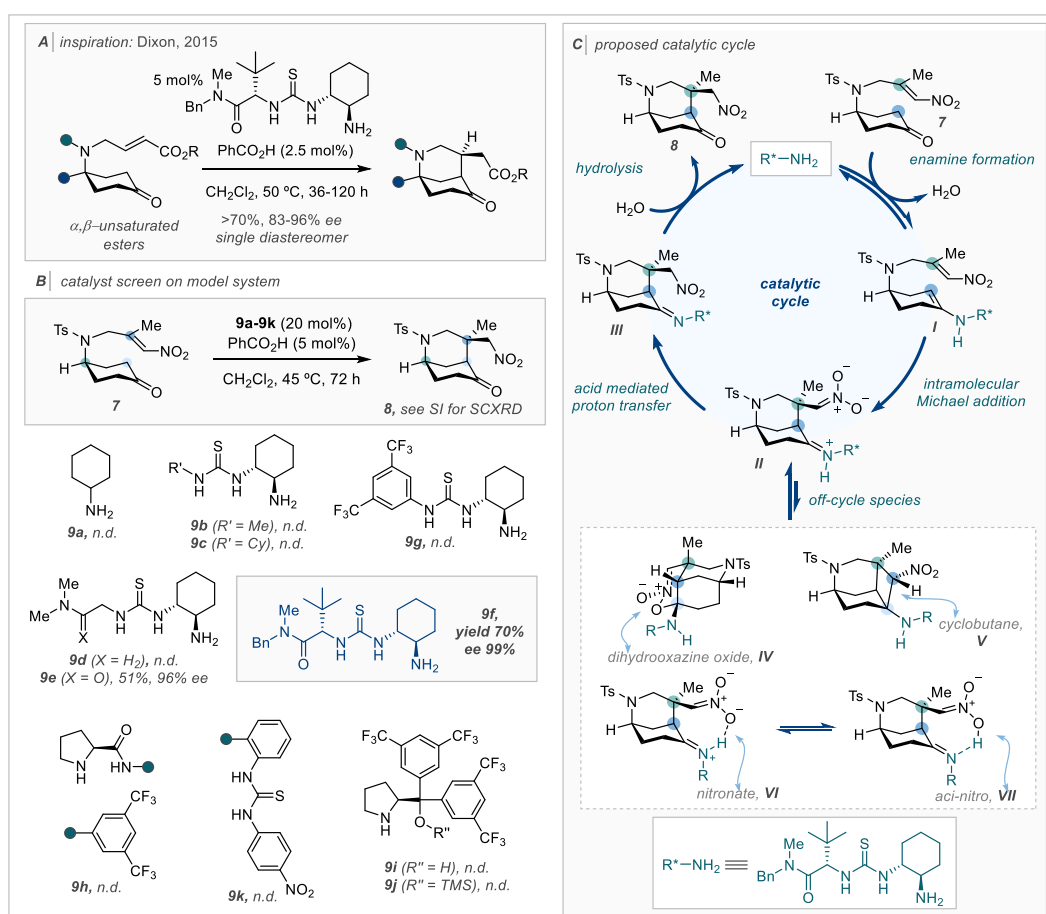 A | inspiration: Dixon, 2015
5 mol%
Me
N
Bn
O
N
H
S
N
H
NH2
N
CO2R
O
α,β–unsaturated
esters
PhCO2H (2.5 mol%)
CH2Cl2, 50 ºC, 36-120 h
>70%, 83-96% ee
single diastereomer
N
H
CO2R
O
B | catalyst screen on model system
Ts
N
Me
NO2
H
O
7
9a-9k (20 mol%)
PhCO2H (5 mol%)
CH2Cl2, 45 ºC, 72 h
Ts
N
Me
NO2
H
O
8, see SI for SCXRD
NH2
9a, n.d.
S
R'
N
H
N
H
NH2
9b (R' = Me), n.d.
9c (R' = Cy), n.d.
CF3
F3C
N
H
S
N
H
NH2
9g, n.d.
Me
N
Me
X
N
H
S
N
H
NH2
9d (X = H2), n.d.
9e (X = O), 51%, 96% ee
Me
N
Bn
O
N
H
S
N
H
NH2
9f,
yield 70%
ee 99%
N
H
O
HN
CF3
CF3
9h, n.d.
NH
S
NH
NO2
9k, n.d.
F3C
CF3
CF3
N
H
O
R''
CF3
9i (R'' = H), n.d.
9j (R'' = TMS), n.d.
C | proposed catalytic cycle
Ts
N
Me
NO2
H
O
8
Ts
N
Me
NO2
H
O
7
R*–NH2
hydrolysis
enamine formation
H2O
H2O
catalytic
cycle
Ts
N
Me
NO2
H
N
R*
III
Ts
N
Me
NO2
H
N
H
R*
I
acid mediated
proton transfer
intramolecular
Michael addition
Ts
N
Me
O–
N+
O–
H
+
N
H
R*
II
off-cycle species
Me
NTs
H
H
O–
N+
O
R
N
H
dihydrooxazine oxide, IV
Ts
N
Me
NO2
H
H
N
H
R
cyclobutane,
V
Ts
N
Me
O–
N+
O–
H
H
N+
R
nitronate, VI
Ts
N
Me
O–
N+
O
H
H
N
R
aci-nitro, VII
R*–NH2
Me
N
Bn
O
N
H
S
N
H
NH2